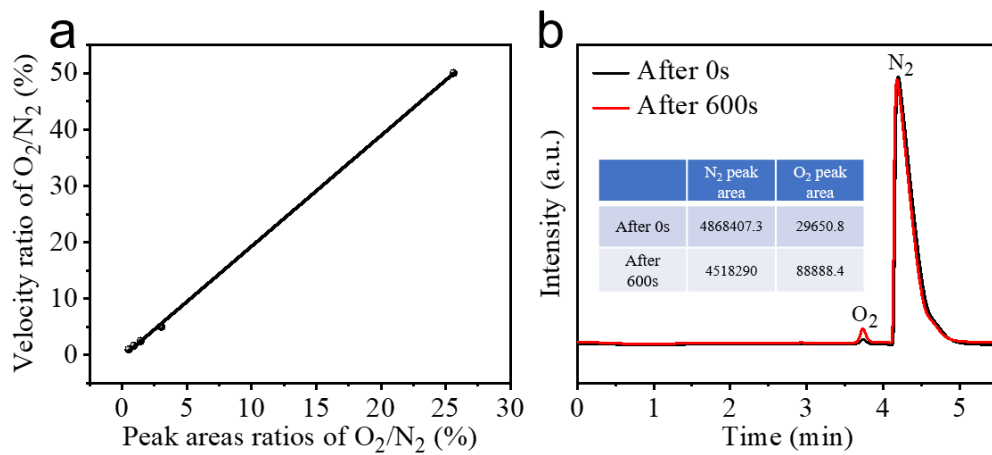 a
Velocity ratio of O₂/N₂ (%)
50
40
30
20
10
0
0 5 10 15 20 25 30
Peak areas ratios of O₂/N₂ (%)
b
After 0s
After 600s
N₂
N₂ peak area
O₂ peak area
After 0s 4868407.3 29650.8
After 600s 4518290 88888.4
O₂
Intensity (a.u.)
0 1 2 3 4 5
Time (min)